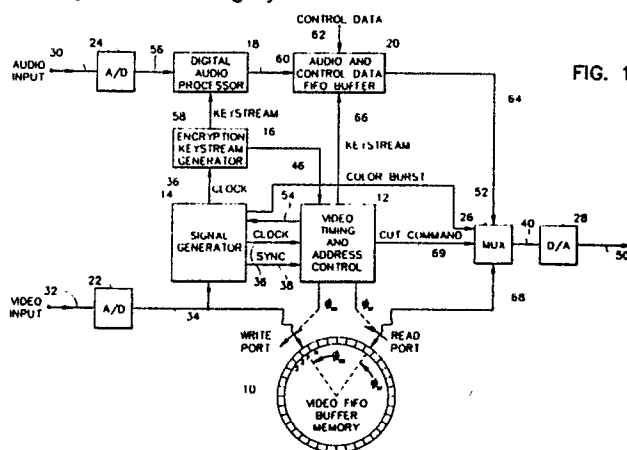 CONTROL DATA
62
30
24
56
18
60
20
AUDIO INPUT
A/D
DIGITAL AUDIO PROCESSOR
AUDIO AND CONTROL DATA FIFO BUFFER
FIG. 1
64
58
KEYSTREAM
66
16
ENCRYPTION KEYSTREAM GENERATOR
46
KEYSTREAM
COLOR BURST
36
CLOCK
14
54
12
52
26
40
28
SIGNAL GENERATOR
CLOCK
VIDEO TIMING AND ADDRESS CONTROL
CUT COMMAND
MUX
D/A
SYNC
69
50
36
38
68
32
22
VIDEO INPUT
A/D
34
WRITE PORT
READ PORT
10
VIDEO FIFO BUFFER MEMORY